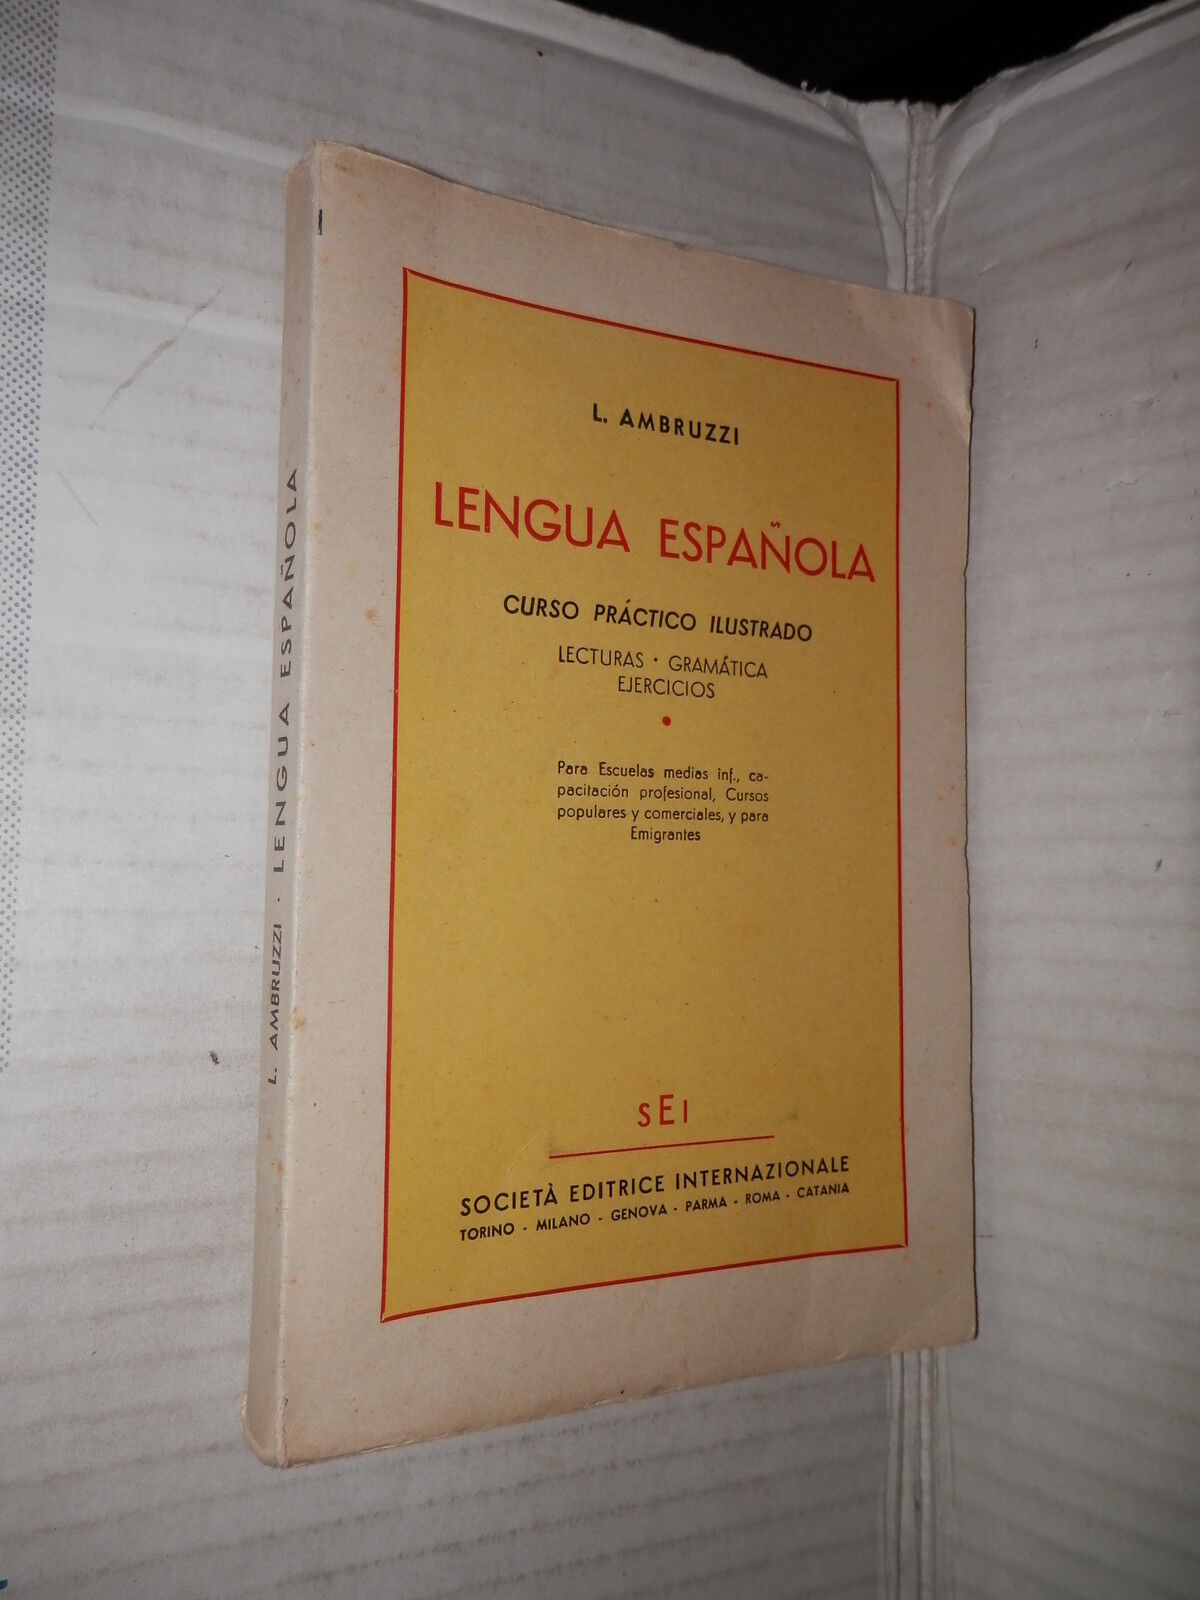 L. AMBRUZZI · LENGUA ESPAÑOLA
L. AMBRUZZI
LENGUA ESPAÑOLA
CURSO PRÁCTICO ILUSTRADO
LECTURAS · GRAMÁTICA
EJERCICIOS
Para Escuelas medias inf., ca-
pacitación profesional, Cursos
populares y comerciales, y para
Emigrantes
SEI
SOCIETÀ EDITRICE INTERNAZIONALE
TORINO - MILANO - GENOVA - PARMA - ROMA - CATANIA